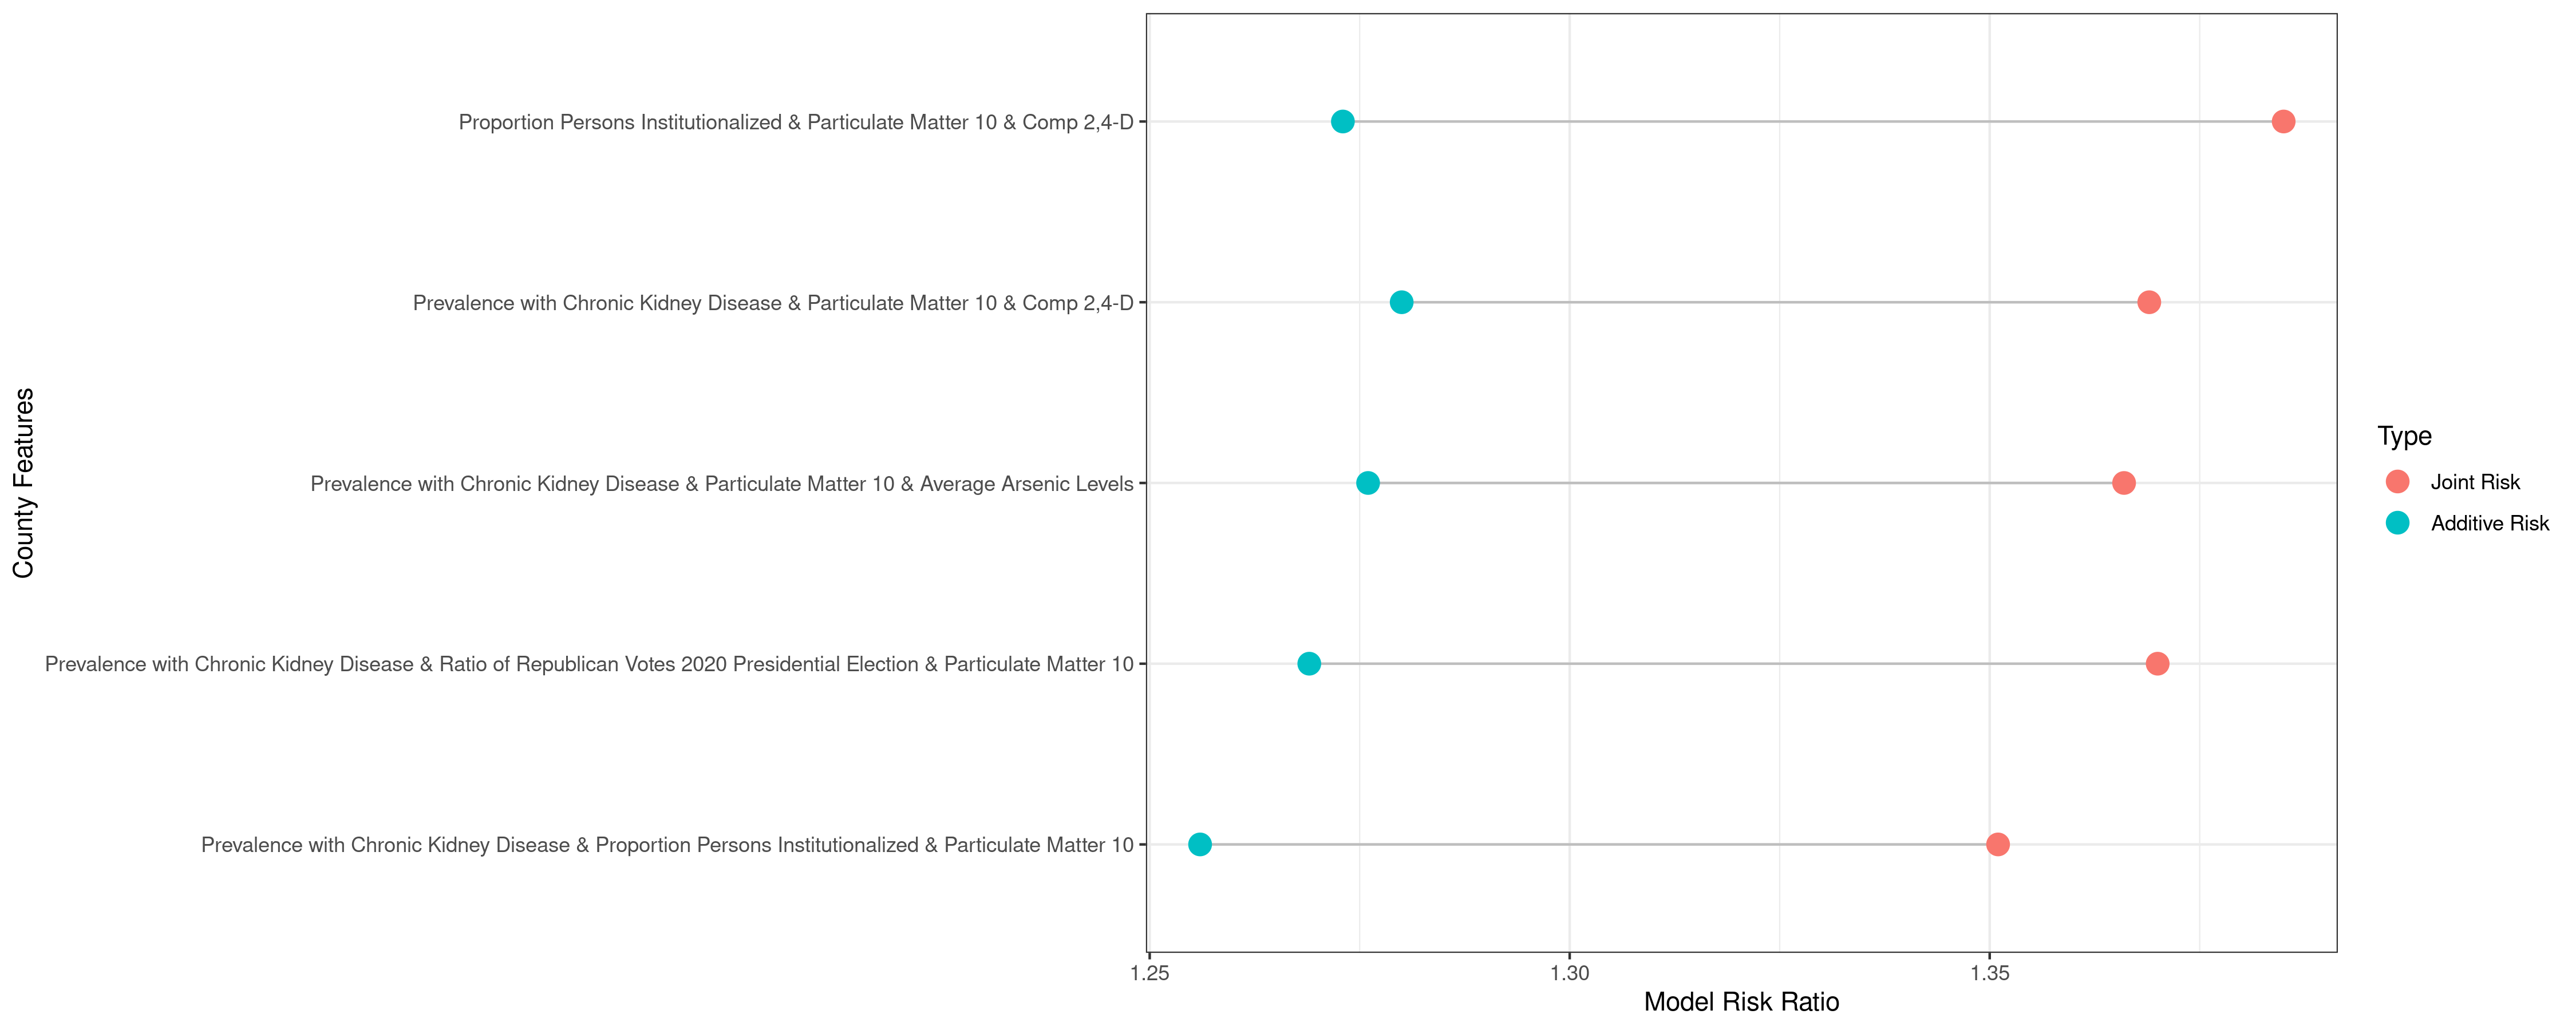 Proportion Persons Institutionalized & Particulate Matter 10 & Comp 2,4-D
Prevalence with Chronic Kidney Disease & Particulate Matter 10 & Comp 2,4-D
Prevalence with Chronic Kidney Disease & Particulate Matter 10 & Average Arsenic Levels
Prevalence with Chronic Kidney Disease & Ratio of Republican Votes 2020 Presidential Election & Particulate Matter 10
Prevalence with Chronic Kidney Disease & Proportion Persons Institutionalized & Particulate Matter 10
County Features
1.25
1.30
1.35
Model Risk Ratio
Type
Joint Risk
Additive Risk